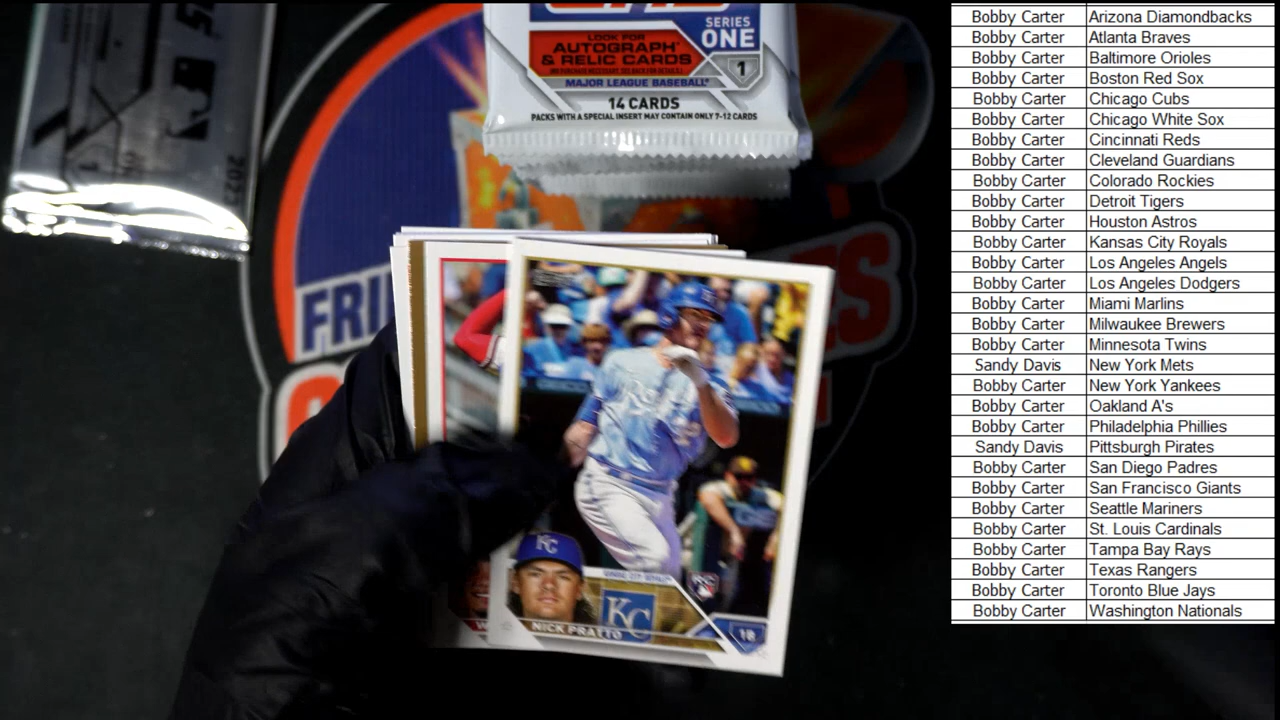 SERIES
ONE
LOOK FOR
AUTOGRAPH
& RELIC CARDS
1
MAJOR LEAGUE BASEBALL
14 CARDS
PACKS WITH A SPECIAL INSERT MAY CONTAIN ONLY 7-12 CARDS
FRI
ES
KC
KC
NICK PRATTO
1B
Bobby Carter Arizona Diamondbacks
Bobby Carter Atlanta Braves
Bobby Carter Baltimore Orioles
Bobby Carter Boston Red Sox
Bobby Carter Chicago Cubs
Bobby Carter Chicago White Sox
Bobby Carter Cincinnati Reds
Bobby Carter Cleveland Guardians
Bobby Carter Colorado Rockies
Bobby Carter Detroit Tigers
Bobby Carter Houston Astros
Bobby Carter Kansas City Royals
Bobby Carter Los Angeles Angels
Bobby Carter Los Angeles Dodgers
Bobby Carter Miami Marlins
Bobby Carter Milwaukee Brewers
Bobby Carter Minnesota Twins
Sandy Davis New York Mets
Bobby Carter New York Yankees
Bobby Carter Oakland A's
Bobby Carter Philadelphia Phillies
Sandy Davis Pittsburgh Pirates
Bobby Carter San Diego Padres
Bobby Carter San Francisco Giants
Bobby Carter Seattle Mariners
Bobby Carter St. Louis Cardinals
Bobby Carter Tampa Bay Rays
Bobby Carter Texas Rangers
Bobby Carter Toronto Blue Jays
Bobby Carter Washington Nationals